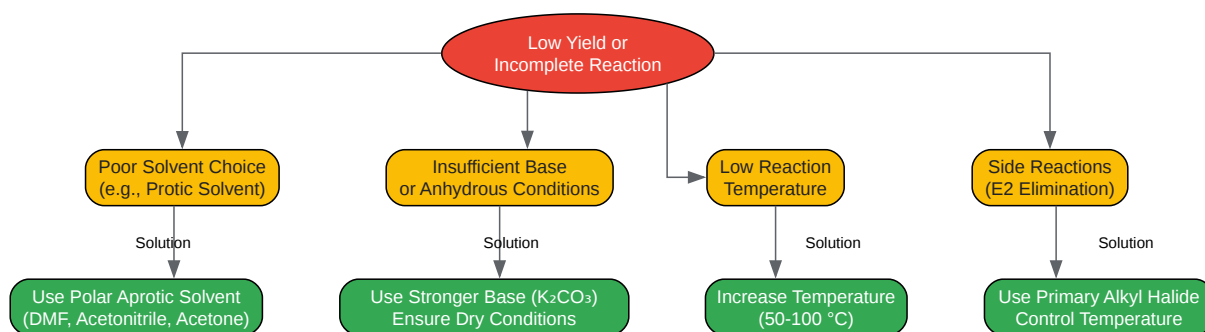 Low Yield or
Incomplete Reaction
Poor Solvent Choice
(e.g., Protic Solvent)
Insufficient Base
or Anhydrous Conditions
Low Reaction
Temperature
Side Reactions
(E2 Elimination)
Solution
Solution
Solution
Solution
Use Polar Aprotic Solvent
(DMF, Acetonitrile, Acetone)
Use Stronger Base (K₂CO₃)
Ensure Dry Conditions
Increase Temperature
(50-100 °C)
Use Primary Alkyl Halide
Control Temperature